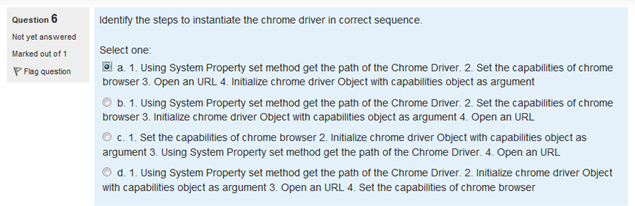 Question 6
Not yet answered
Marked out of 1
Flag question
Identify the steps to instantiate the chrome driver in correct sequence.
Select one:
a. 1. Using System Property set method get the path of the Chrome Driver. 2. Set the capabilities of chrome
browser 3. Open an URL 4. Initialize chrome driver Object with capabilities object as argument
b. 1. Using System Property set method get the path of the Chrome Driver. 2. Set the capabilities of chrome
browser 3. Initialize chrome driver Object with capabilities object as argument 4. Open an URL
c. 1. Set the capabilities of chrome browser 2. Initialize chrome driver Object with capabilities object as
argument 3. Using System Property set method get the path of the Chrome Driver. 4. Open an URL
d. 1. Using System Property set method get the path of the Chrome Driver. 2. Initialize chrome driver Object
with capabilities object as argument 3. Open an URL 4. Set the capabilities of chrome browser